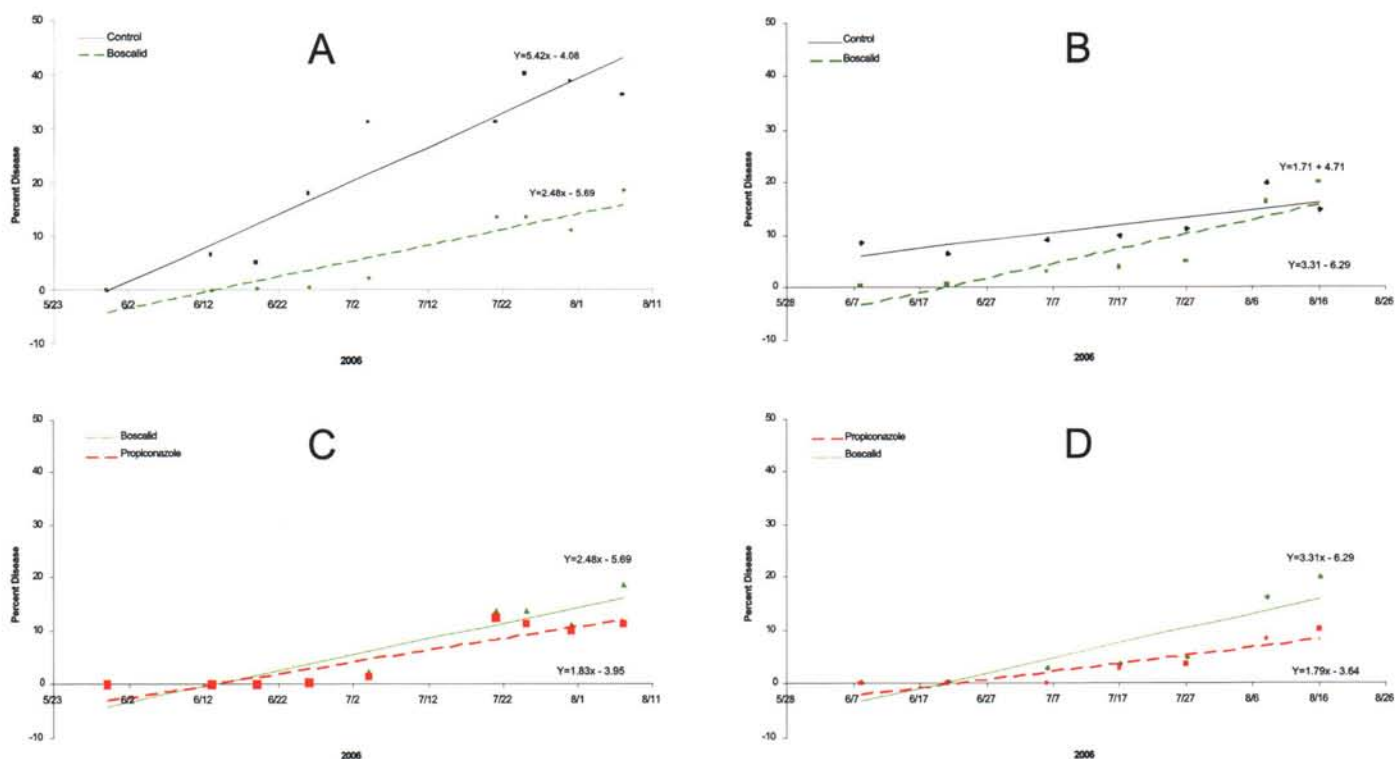 A
50
40
30
20
10
0
-10
Percent Disease
Control
Boscalid
Y=5.42x - 4.08
Y=2.48x - 5.69
5/23 6/2 6/12 6/22 7/2 7/12 7/22 8/1 8/11
2006
B
50
40
30
20
10
0
-10
Percent Disease
Control
Boscalid
Y=1.71 + 4.71
Y=3.31 - 6.29
5/28 6/7 6/17 6/27 7/7 7/17 7/27 8/6 8/16 8/26
2006
C
50
40
30
20
10
0
-10
Percent Disease
Boscalid
Propiconazole
Y=2.48x - 5.69
Y=1.83x - 3.95
5/23 6/2 6/12 6/22 7/2 7/12 7/22 8/1 8/11
2006
D
50
40
30
20
10
0
-10
Percent Disease
Propiconazole
Boscalid
Y=3.31x - 6.29
Y=1.79x - 3.64
5/28 6/7 6/17 6/27 7/7 7/17 7/27 8/6 8/16 8/26
2006